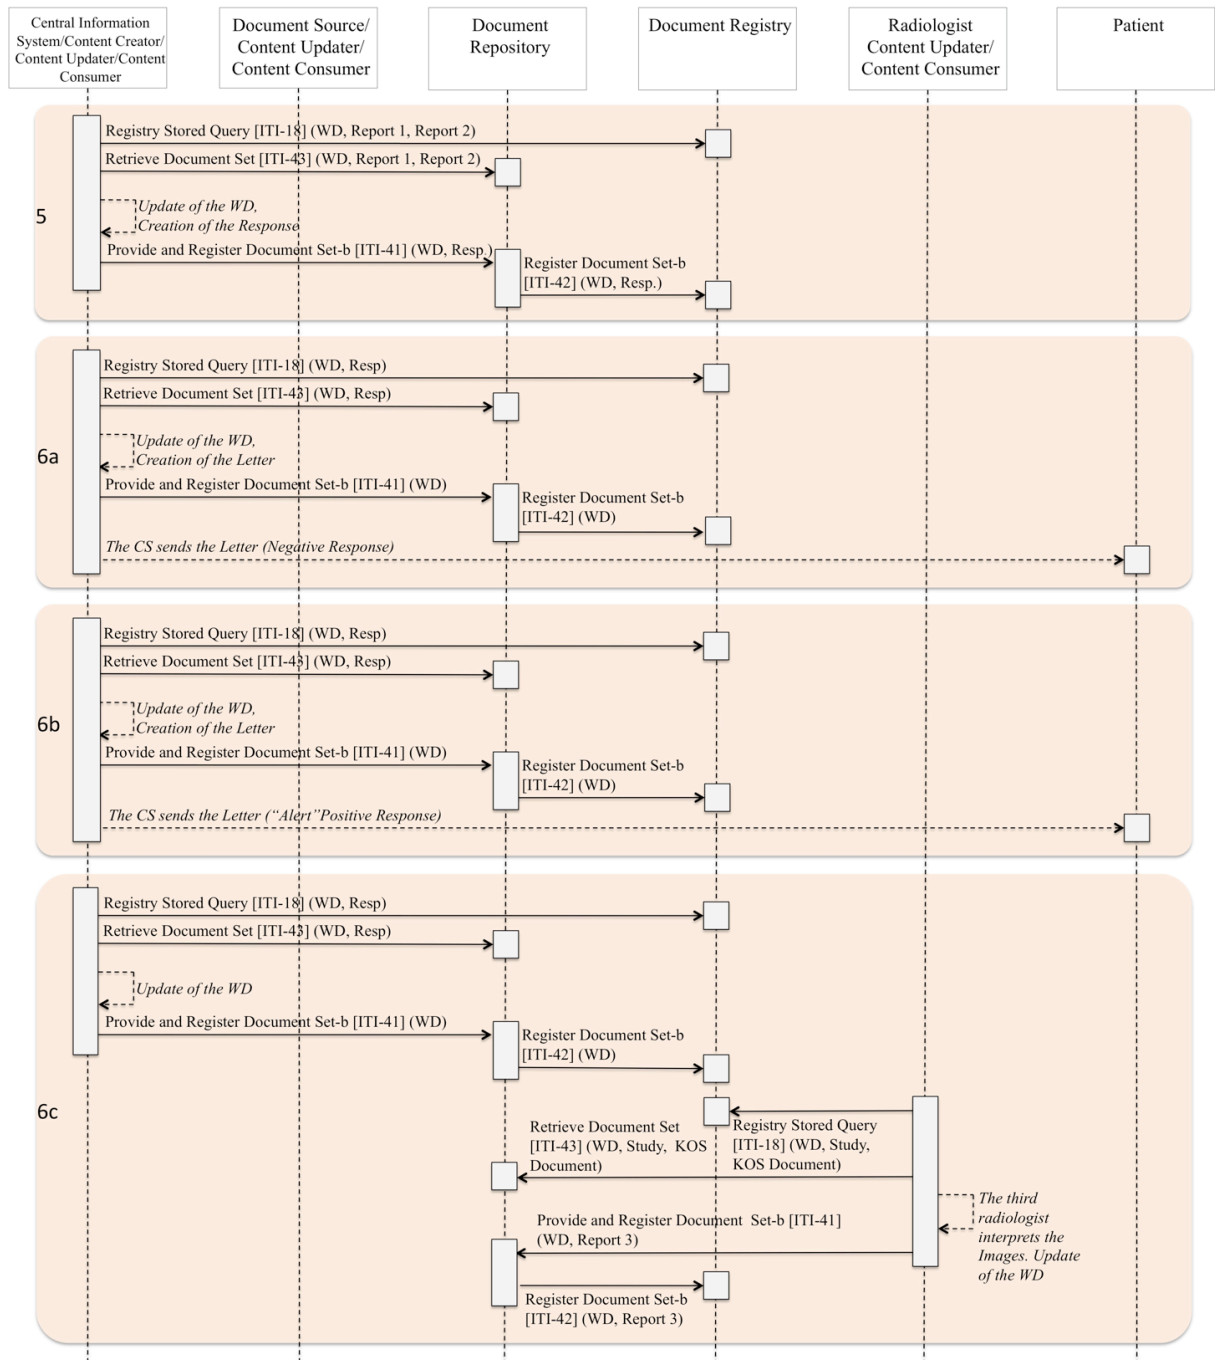 Central Information
System/Content Creator/
Content Updater/Content
Consumer
Document Source/
Content Updater/
Content Consumer
Document
Repository
Document Registry
Radiologist
Content Updater/
Content Consumer
Patient
5
Registry Stored Query [ITI-18] (WD, Report 1, Report 2)
Retrieve Document Set [ITI-43] (WD, Report 1, Report 2)
Update of the WD,
Creation of the Response
Provide and Register Document Set-b [ITI-41] (WD, Resp.)
Register Document Set-b
[ITI-42] (WD, Resp.)
6a
Registry Stored Query [ITI-18] (WD, Resp)
Retrieve Document Set [ITI-43] (WD, Resp)
Update of the WD,
Creation of the Letter
Provide and Register Document Set-b [ITI-41] (WD)
Register Document Set-b
[ITI-42] (WD)
The CS sends the Letter (Negative Response)
6b
Registry Stored Query [ITI-18] (WD, Resp)
Retrieve Document Set [ITI-43] (WD, Resp)
Update of the WD,
Creation of the Letter
Provide and Register Document Set-b [ITI-41] (WD)
Register Document Set-b
[ITI-42] (WD)
The CS sends the Letter (“Alert”Positive Response)
6c
Registry Stored Query [ITI-18] (WD, Resp)
Retrieve Document Set [ITI-43] (WD, Resp)
Update of the WD
Provide and Register Document Set-b [ITI-41] (WD)
Register Document Set-b
[ITI-42] (WD)
Registry Stored Query
[ITI-18] (WD, Study,
KOS Document)
Retrieve Document Set
[ITI-43] (WD, Study, KOS
Document)
The third
radiologist
interprets the
Images. Update
of the WD
Provide and Register Document Set-b [ITI-41]
(WD, Report 3)
Register Document Set-b
[ITI-42] (WD, Report 3)